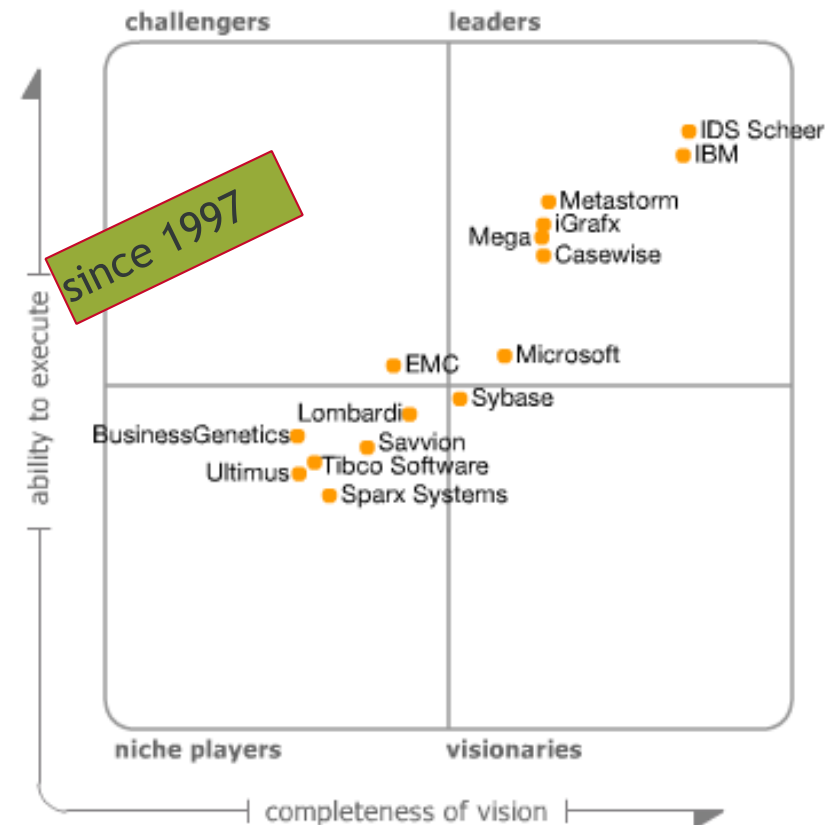 challengers
leaders
IDS Scheer
IBM
since 1997
Metastorm
iGrafx
Mega
Casewise
ability to execute
Microsoft
EMC
Sybase
Lombardi
BusinessGenetics
Savvion
Tibco Software
Ultimus
Sparx Systems
niche players
visionaries
completeness of vision